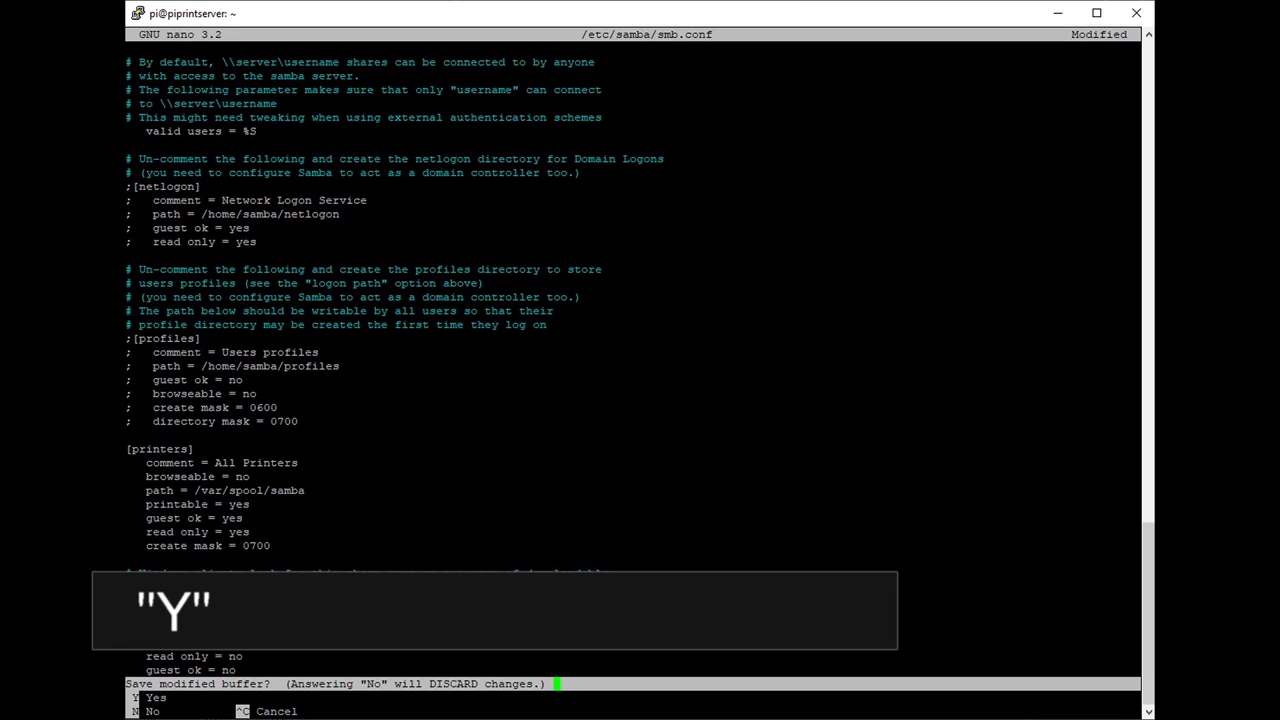 pi@piprintserver: ~
GNU nano 3.2 /etc/samba/smb.conf Modified
# By default, \\server\username shares can be connected to by anyone
# with access to the samba server.
# The following parameter makes sure that only "username" can connect
# to \\server\username
# This might need tweaking when using external authentication schemes
valid users = %S
# Un-comment the following and create the netlogon directory for Domain Logons
# (you need to configure Samba to act as a domain controller too.)
;[netlogon]
; comment = Network Logon Service
; path = /home/samba/netlogon
; guest ok = yes
; read only = yes
# Un-comment the following and create the profiles directory to store
# users profiles (see the "logon path" option above)
# (you need to configure Samba to act as a domain controller too.)
# The path below should be writable by all users so that their
# profile directory may be created the first time they log on
;[profiles]
; comment = Users profiles
; path = /home/samba/profiles
; guest ok = no
; browseable = no
; create mask = 0600
; directory mask = 0700
[printers]
comment = All Printers
browseable = no
path = /var/spool/samba
printable = yes
guest ok = yes
read only = yes
create mask = 0700
"Y"
read only = no
guest ok = no
Save modified buffer? (Answering "No" will DISCARD changes.)
Y Yes
N No ^C Cancel